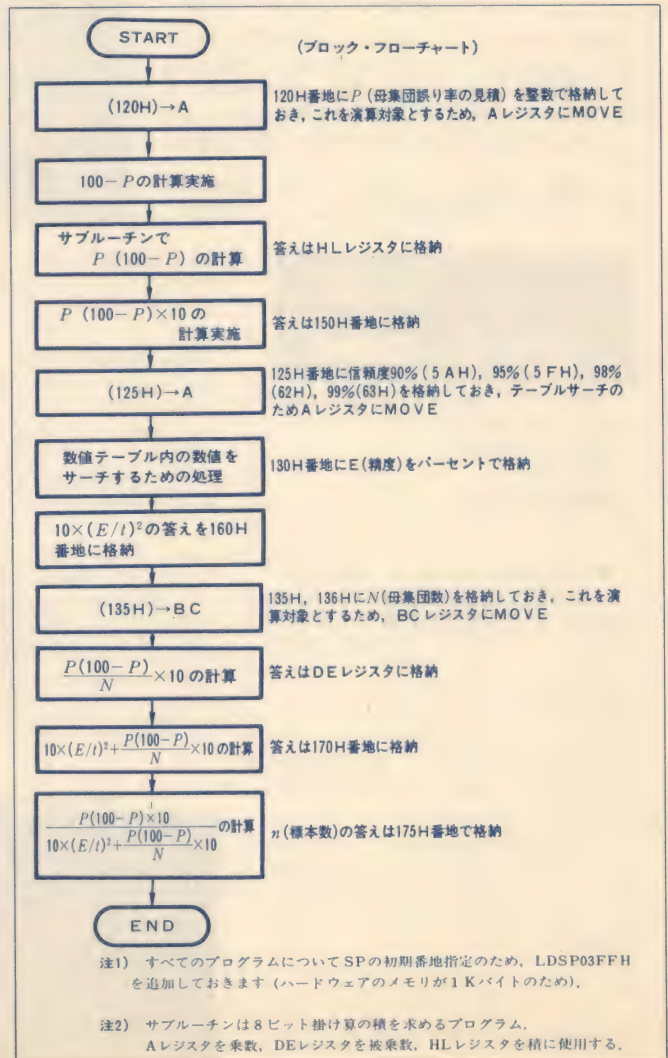 START
(ブロック・フローチャート)
(120H)→A
120H番地にP(母集団誤り率の見積)を整数で格納して
おき,これを演算対象とするため,AレジスタにMOVE
100−Pの計算実施
サブルーチンで
P(100−P)の計算
答えはHLレジスタに格納
P(100−P)×10の
計算実施
答えは150H番地に格納
(125H)→A
125H番地に信頼度90%(5AH),95%(5FH),98%
(62H),99%(63H)を格納しておき,テーブルサーチの
ためAレジスタにMOVE
数値テーブル内の数値を
サーチするための処理
130H番地にE(精度)をパーセントで格納
10×(E/t)²の答えを160H
番地に格納
(135H)→BC
135H,136HにN(母集団数)を格納しておき,これを演
算対象とするため,BCレジスタにMOVE
P(100−P)/N×10の計算
答えはDEレジスタに格納
10×(E/t)²+P(100−P)/N×10の計算
答えは170H番地に格納
P(100−P)×10
10×(E/t)²+P(100−P)/N×10
の計算
n(標本数)の答えは175H番地で格納
END
注1) すべてのプログラムについてSPの初期番地指定のため,LDSP03FFH
を追加しておきます(ハードウェアのメモリが1Kバイトのため).
注2) サブルーチンは8ビット掛け算の積を求めるプログラム.
Aレジスタを乗数,DEレジスタを被乗数,HLレジスタを積に使用する.